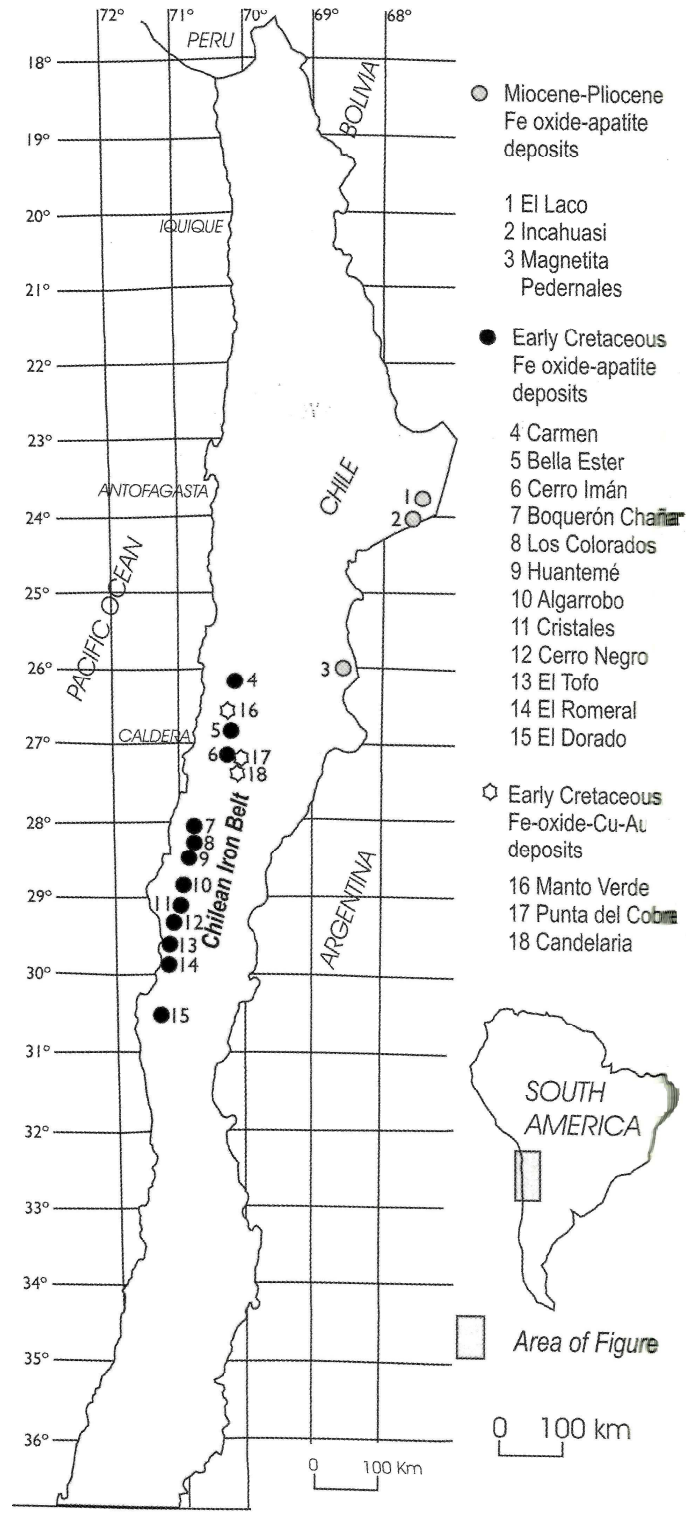 72° 71° 70° 69° 68°
PERU
18°
BOLIVIA
19°
20°
IQUIQUE
21°
22°
23°
ANTOFAGASTA
CHILE
1
2
24°
PACIFIC OCEAN
25°
26°
3
4
16
5
CALDERA
27°
6
17
18
28°
7
8
9
Chilean Iron Belt
29°
10
11
12
ARGENTINA
13
14
30°
15
31°
32°
33°
34°
35°
36°
0 100 Km
Miocene-Pliocene
Fe oxide-apatite
deposits
1 El Laco
2 Incahuasi
3 Magnetita
Pedernales
Early Cretaceous
Fe oxide-apatite
deposits
4 Carmen
5 Bella Ester
6 Cerro Imán
7 Boquerón Chañar
8 Los Colorados
9 Huantemé
10 Algarrobo
11 Cristales
12 Cerro Negro
13 El Tofo
14 El Romeral
15 El Dorado
Early Cretaceous
Fe-oxide-Cu-Au
deposits
16 Manto Verde
17 Punta del Cobre
18 Candelaria
SOUTH
AMERICA
Area of Figure
0 100 km